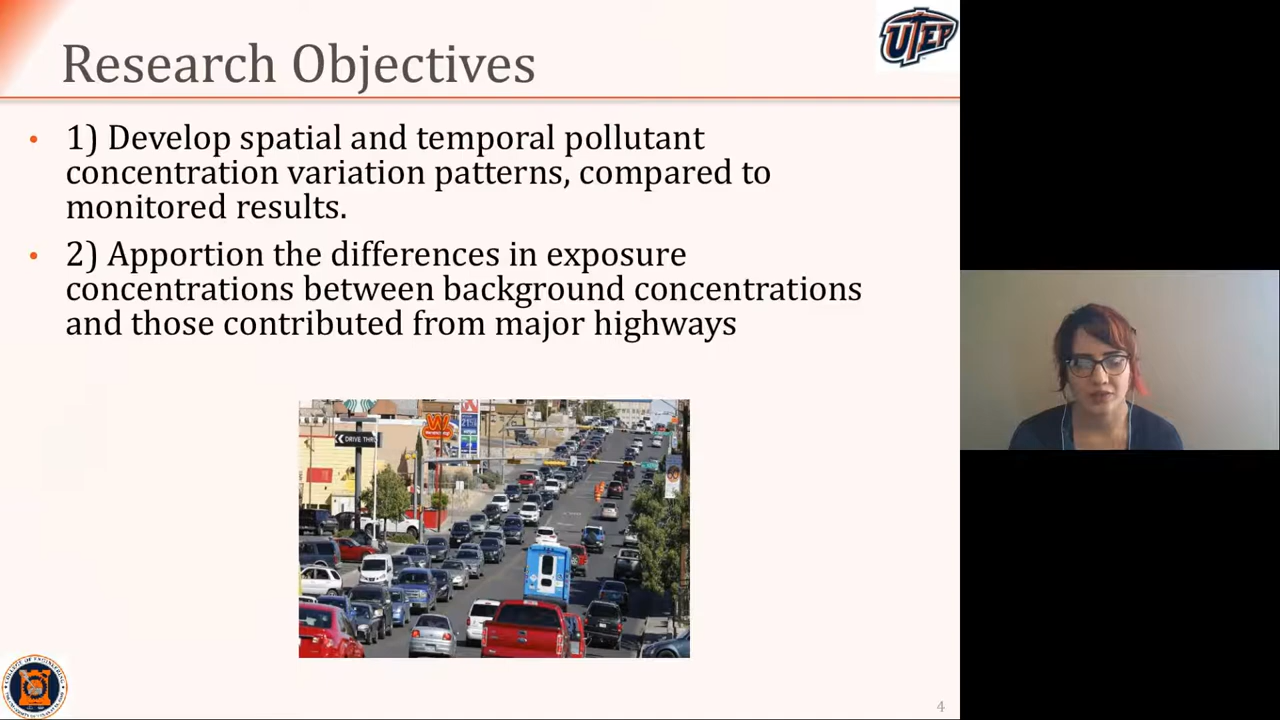 Research Objectives
UTEP
• 1) Develop spatial and temporal pollutant
concentration variation patterns, compared to
monitored results.
• 2) Apportion the differences in exposure
concentrations between background concentrations
and those contributed from major highways
DRIVE THRU
4